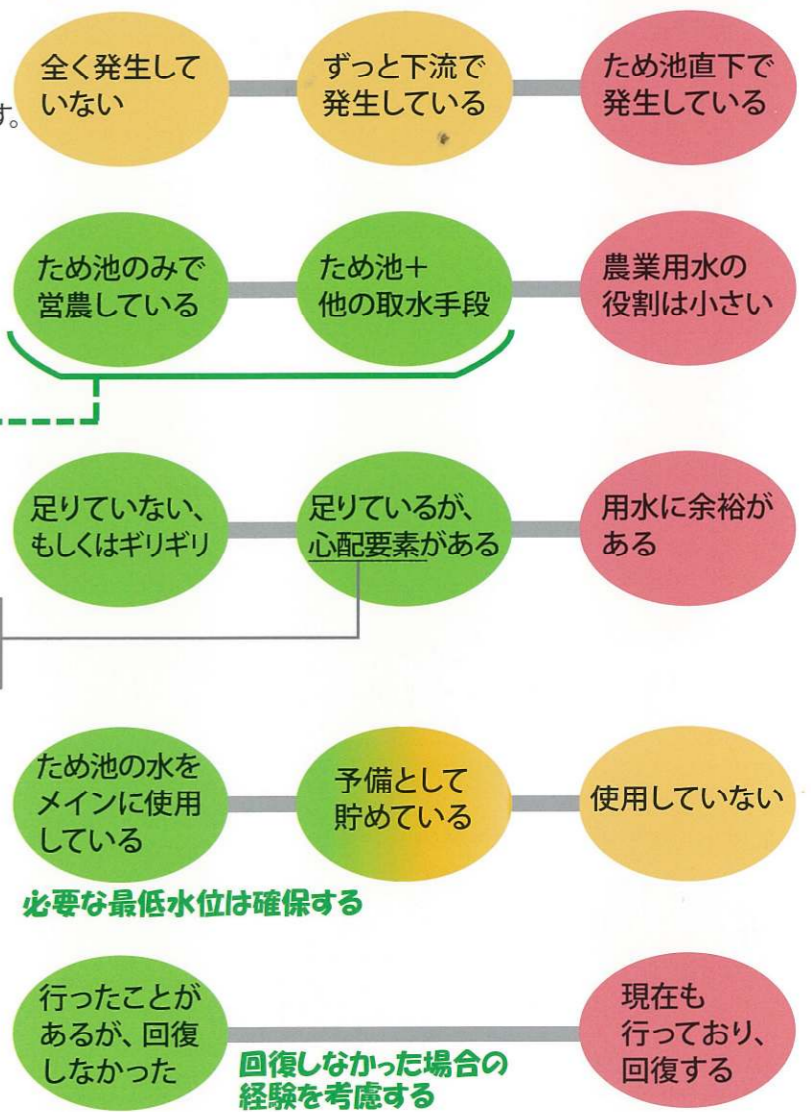 全く発生して
いない
ずっと下流で
発生している
ため池直下で
発生している
す。
ため池のみで
営農している
ため池+
他の取水手段
農業用水の
役割は小さい
足りていない、
もしくはギリギリ
足りているが、
心配要素がある
用水に余裕が
ある
ため池の水を
メインに使用
している
予備として
貯めている
使用していない
必要な最低水位は確保する
行ったことが
あるが、回復
しなかった
回復しなかった場合の
経験を考慮する
現在も
行っており、
回復する